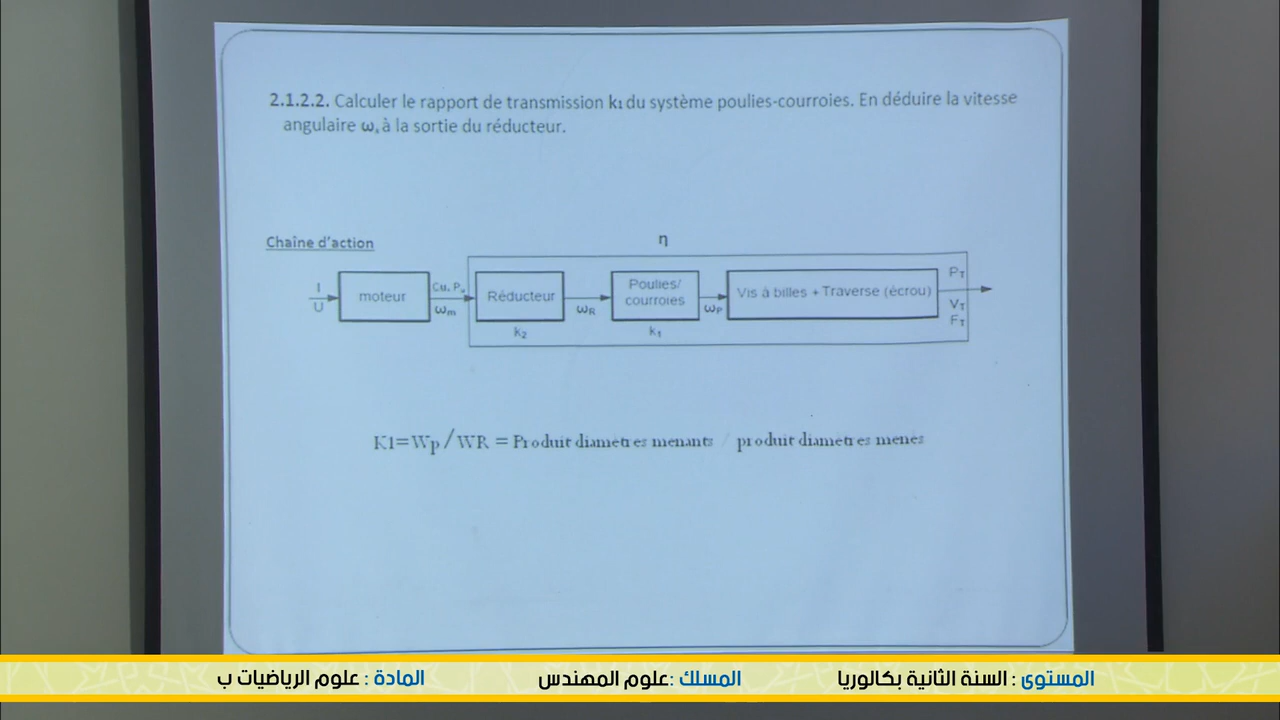 2.1.2.2. Calculer le rapport de transmission k₁ du système poulies-courroies. En déduire la vitesse
angulaire ω, à la sortie du réducteur.
η
Chaîne d'action
I
U
moteur
Cu. Pu
ωm
Réducteur
k₂
ωR
Poulies/
courroies
k₁
ωP
Vis à billes + Traverse (écrou)
PT
VT
FT
K1=Wp/WR = Produit diametres menants / produit diametres menés
المستوى : السنة الثانية بكالوريا المسلك :علوم المهندس المادة : علوم الرياضيات ب